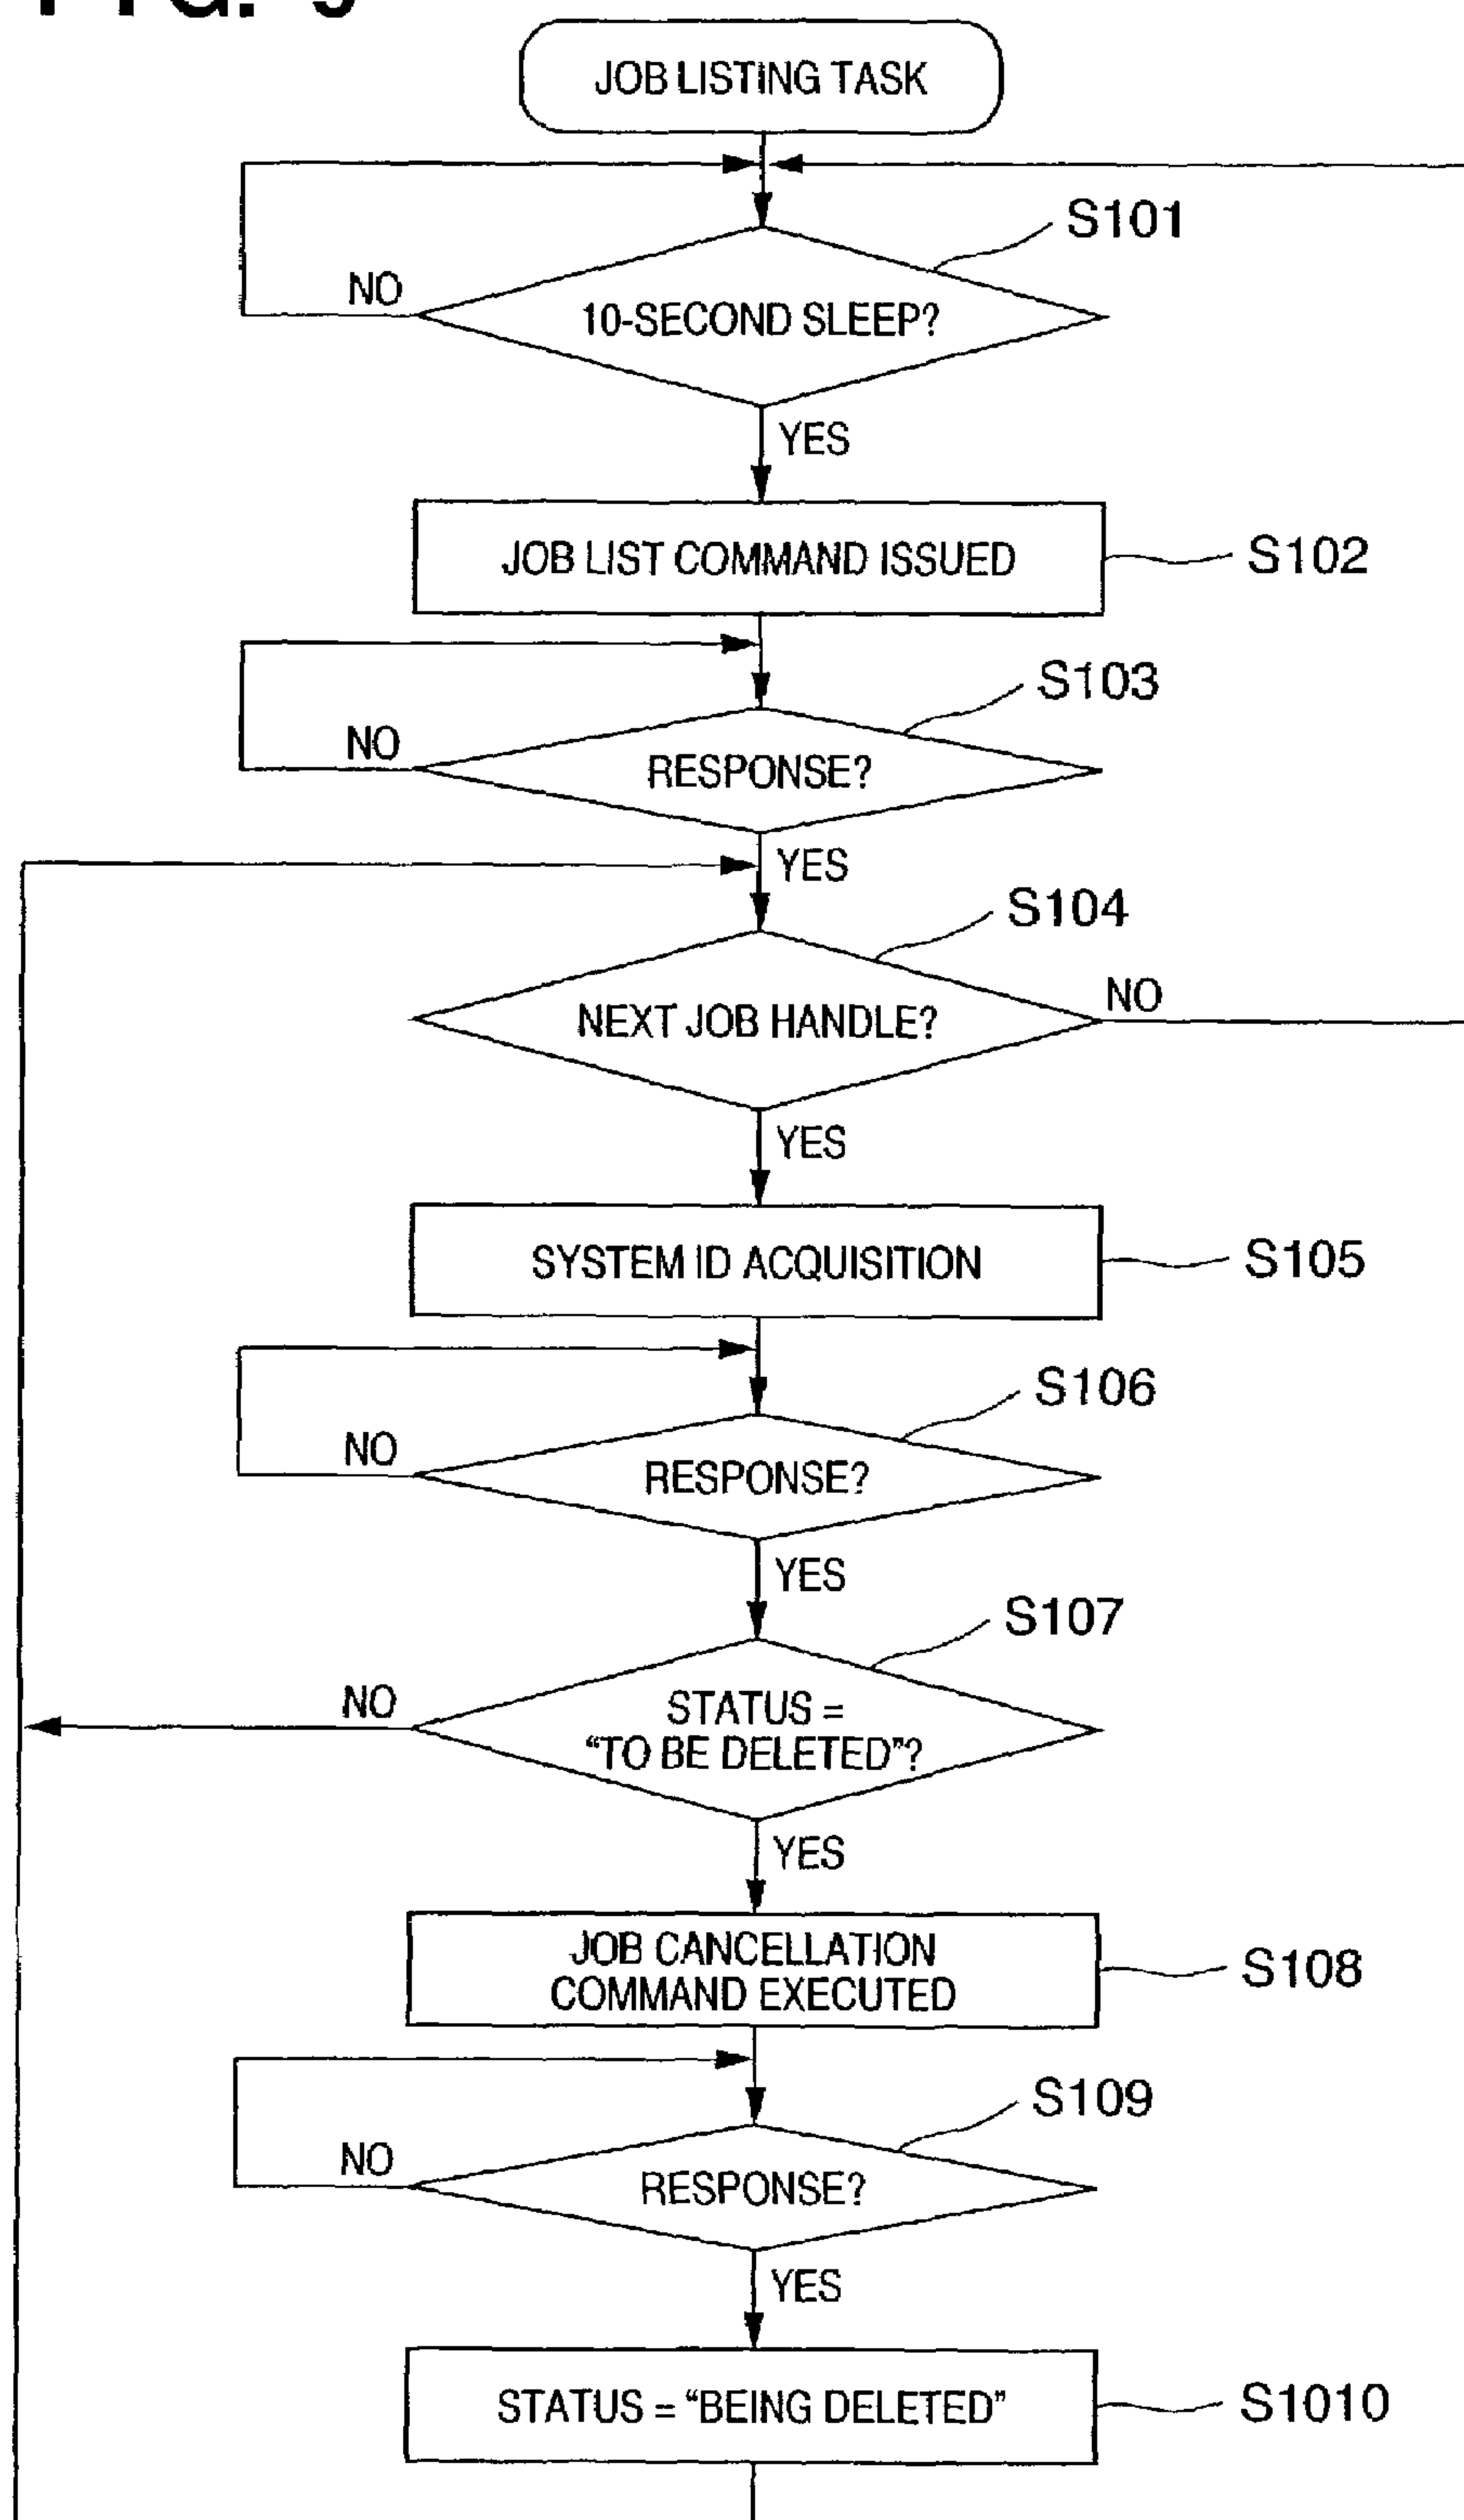 JOB LISTING TASK
S101
NO
10-SECOND SLEEP?
YES
JOB LIST COMMAND ISSUED
S102
S103
NO
RESPONSE?
YES
S104
NO
NEXT JOB HANDLE?
YES
SYSTEM ID ACQUISITION
S105
S106
NO
RESPONSE?
YES
S107
NO
STATUS =
“TO BE DELETED”?
YES
JOB CANCELLATION
COMMAND EXECUTED
S108
S109
NO
RESPONSE?
YES
STATUS = “BEING DELETED”
S1010